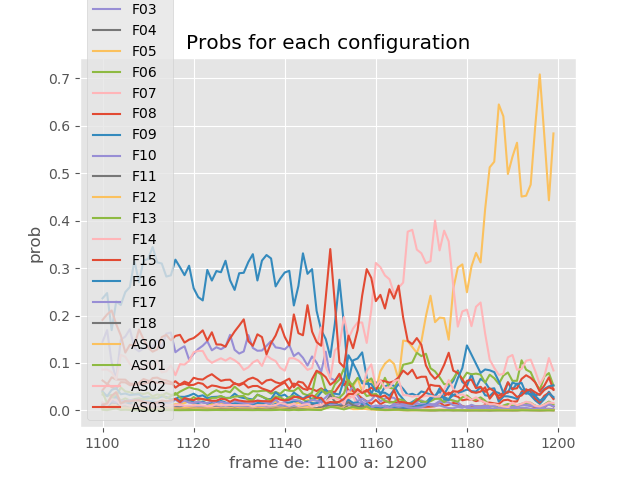 F03
F04
F05
F06
F07
F08
F09
F10
F11
F12
F13
F14
F15
F16
F17
F18
AS00
AS01
AS02
AS03
Probs for each configuration
prob
0.7
0.6
0.5
0.4
0.3
0.2
0.1
0.0
1100 1120 1140 1160 1180 1200
frame de: 1100 a: 1200